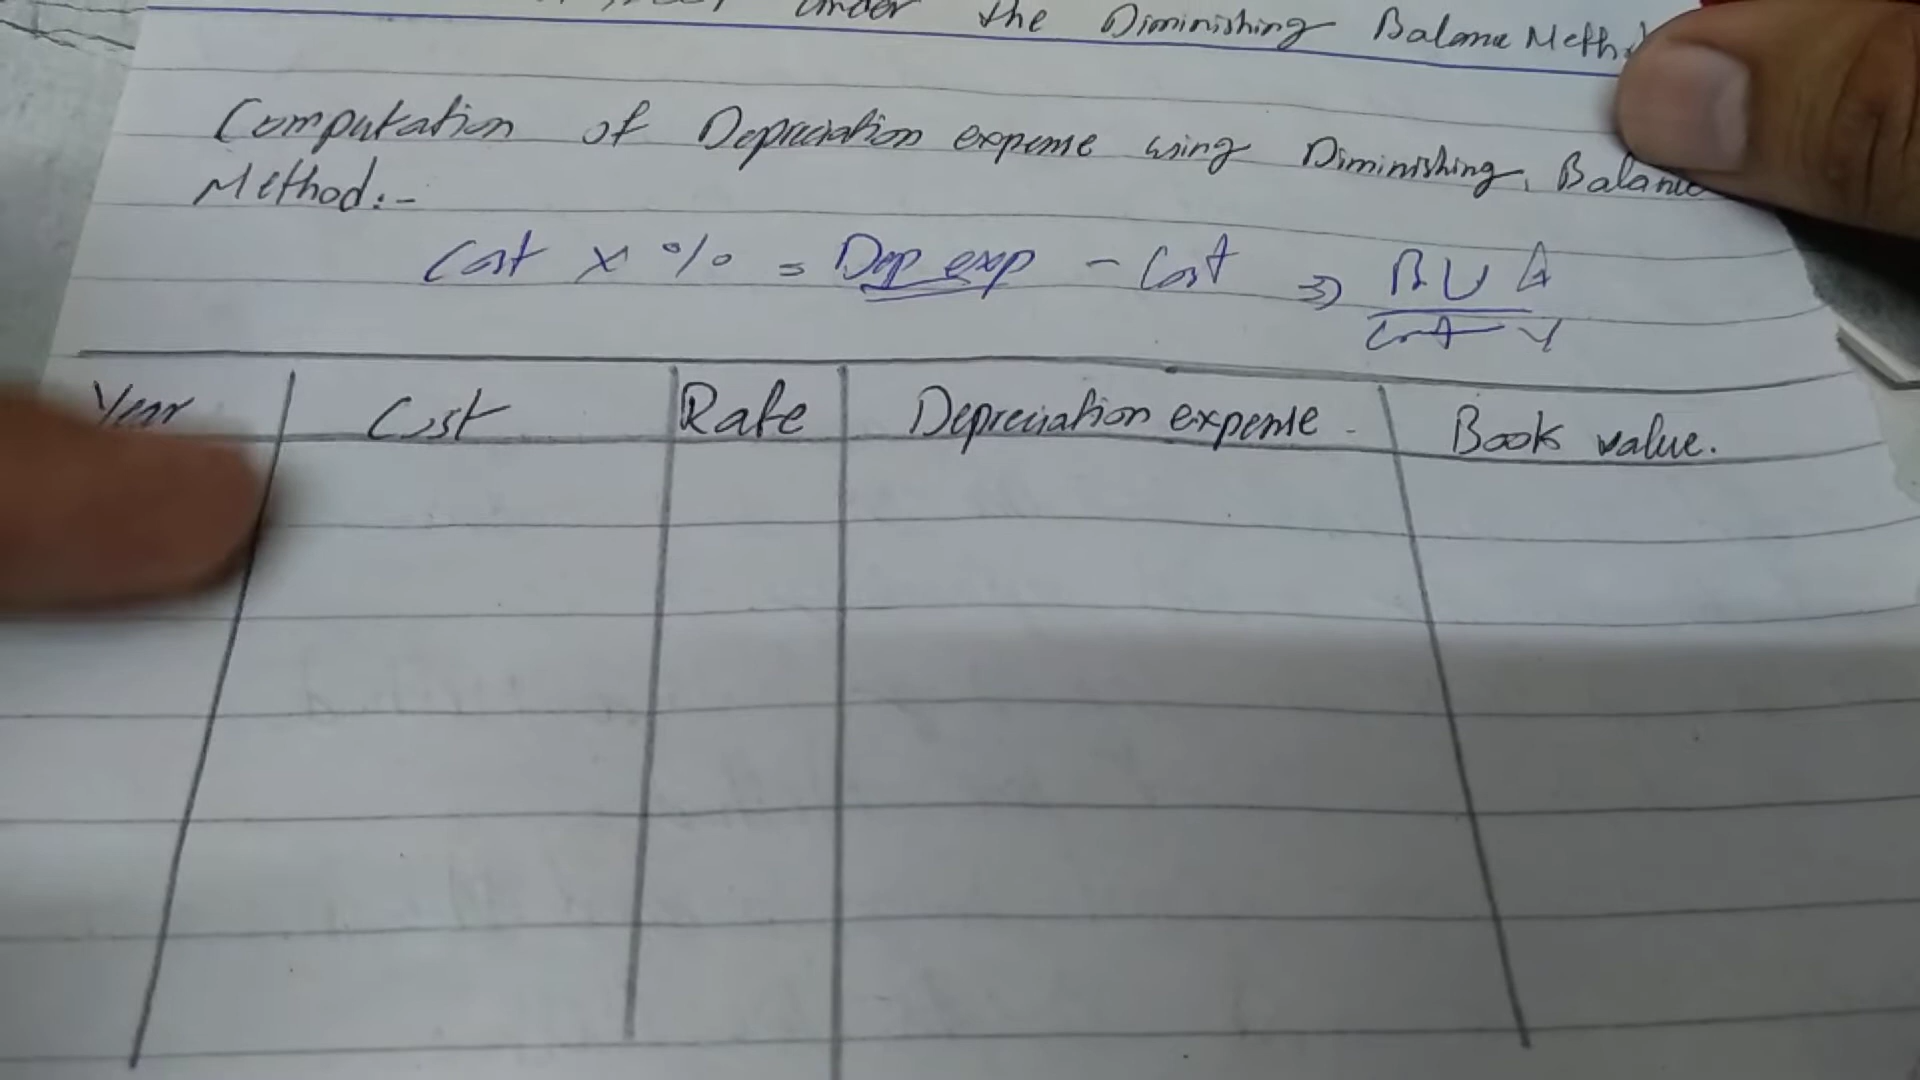 under the Diminishing Balance Meth
Computation of Depreciation expense using Diminishing Balance
Method:-
Cost x % = Dep exp - Cost ⇒ B V
Year Cost Rate Depreciation expense - Book value.